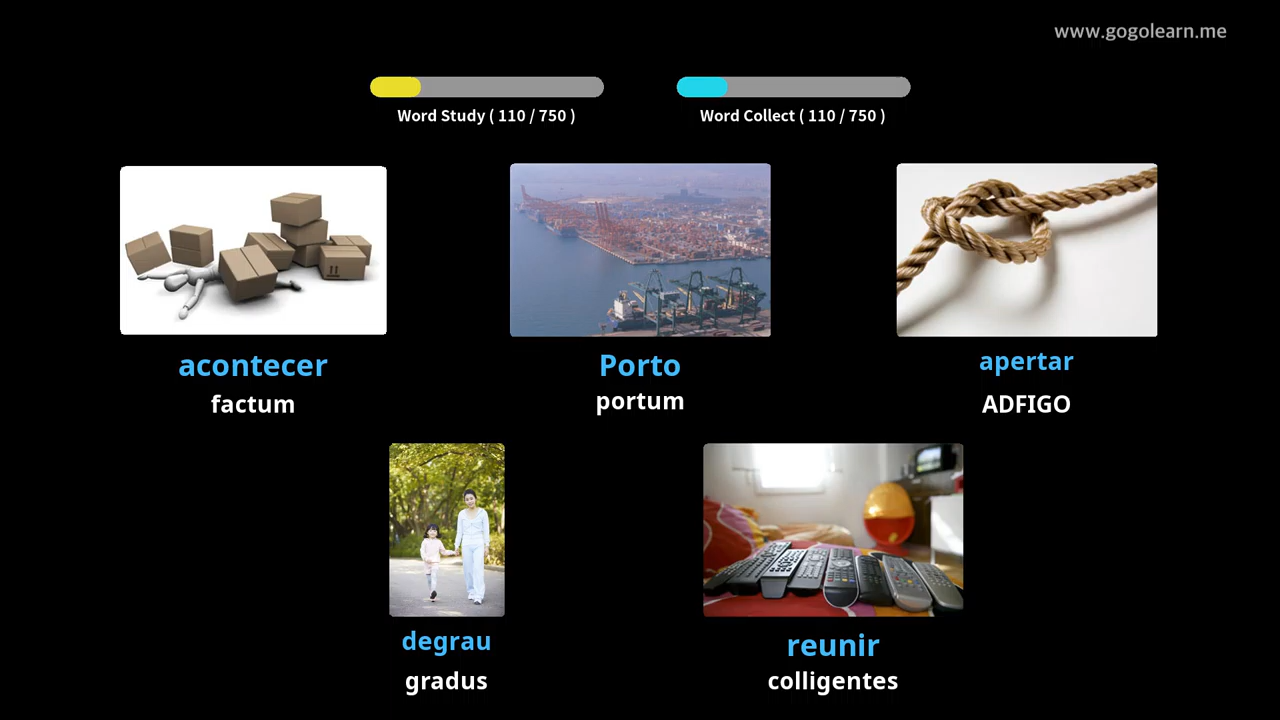 www.gogolearn.me
Word Study ( 110 / 750 )
Word Collect ( 110 / 750 )
acontecer
factum
Porto
portum
apertar
ADFIGO
degrau
gradus
reunir
colligentes